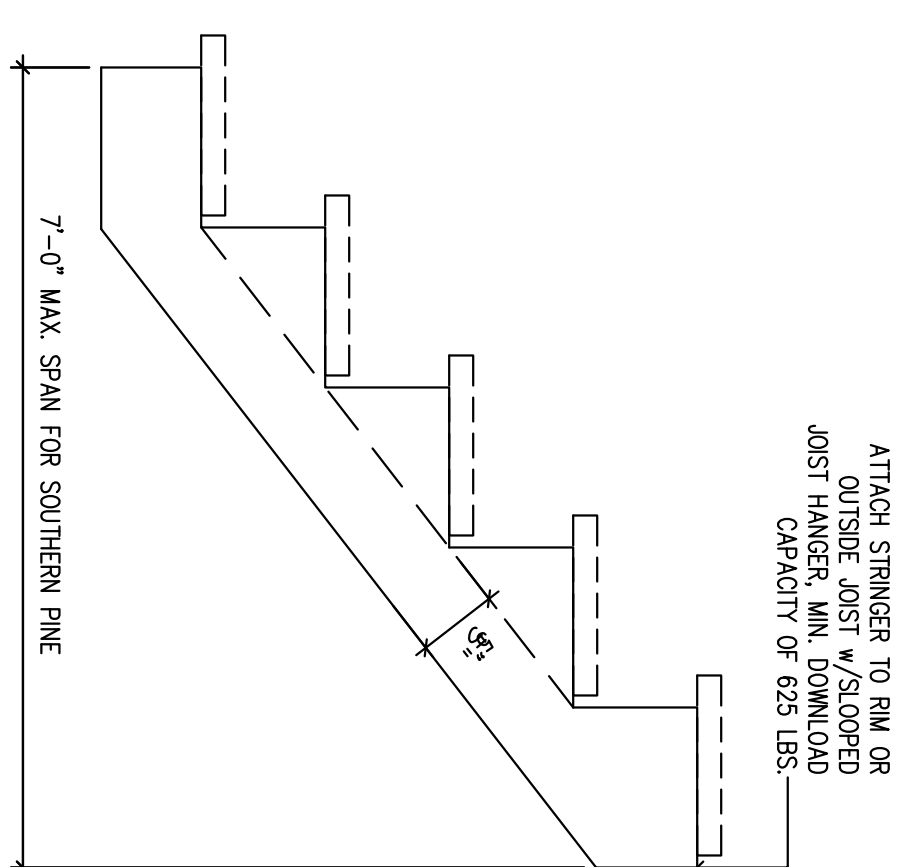 ATTACH STRINGER TO RIM OR
OUTSIDE JOIST w/SLOOPED
JOIST HANGER, MIN. DOWNLOAD
CAPACITY OF 625 LBS.
7'-0" MAX. SPAN FOR SOUTHERN PINE